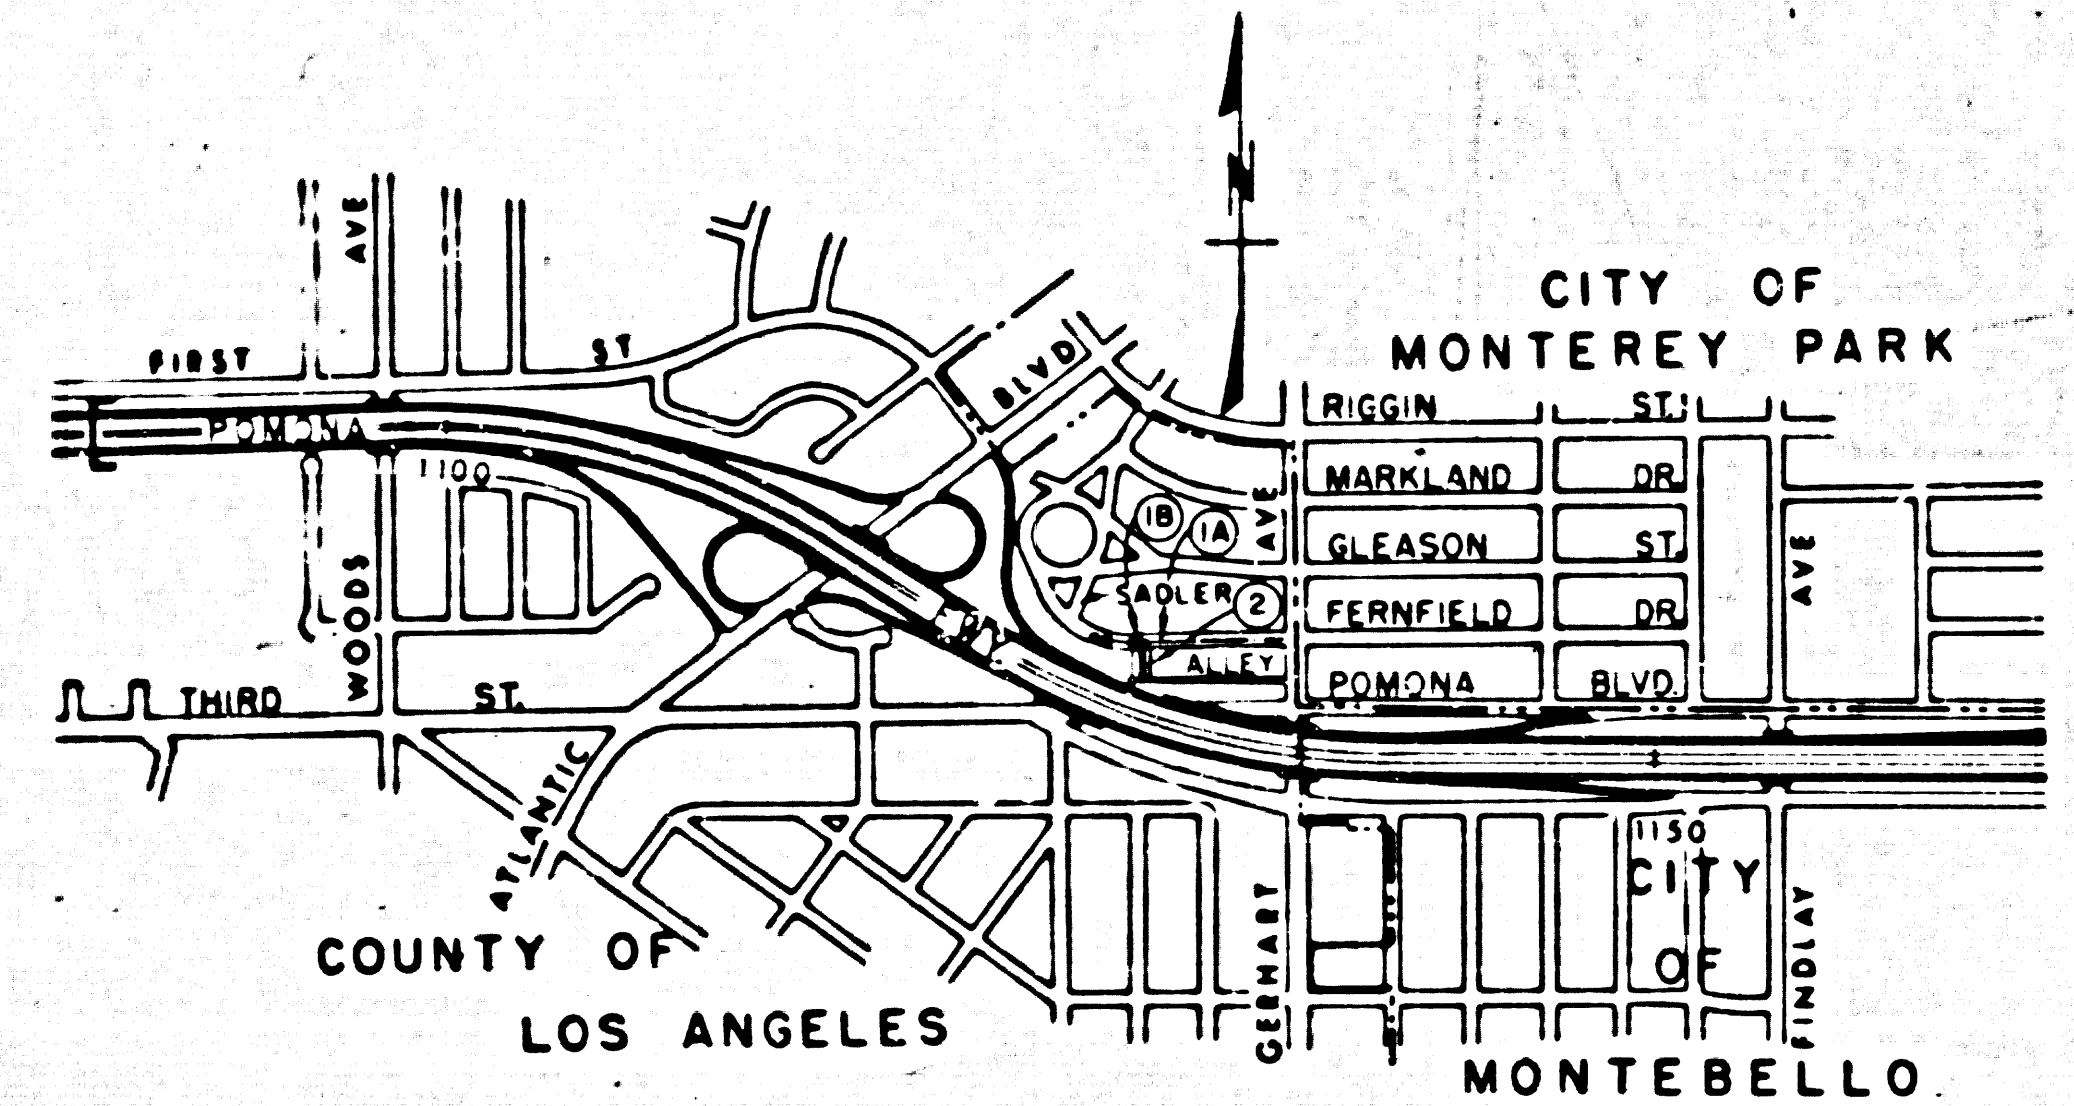 N
CITY OF
MONTEREY PARK
AVE
FIRST ST
BLVD
RIGGIN ST.
POMONA
1100
MARKLAND DR.
AVE
1B
1A
GLEASON ST.
AVE
WOODS
SADLER
2
FERNFIELD DR.
ALLEY
THIRD ST.
POMONA BLVD.
ATLANTIC
1150
CITY
OF
MONTEBELLO
GERHART
FINDLAY
COUNTY OF
LOS ANGELES